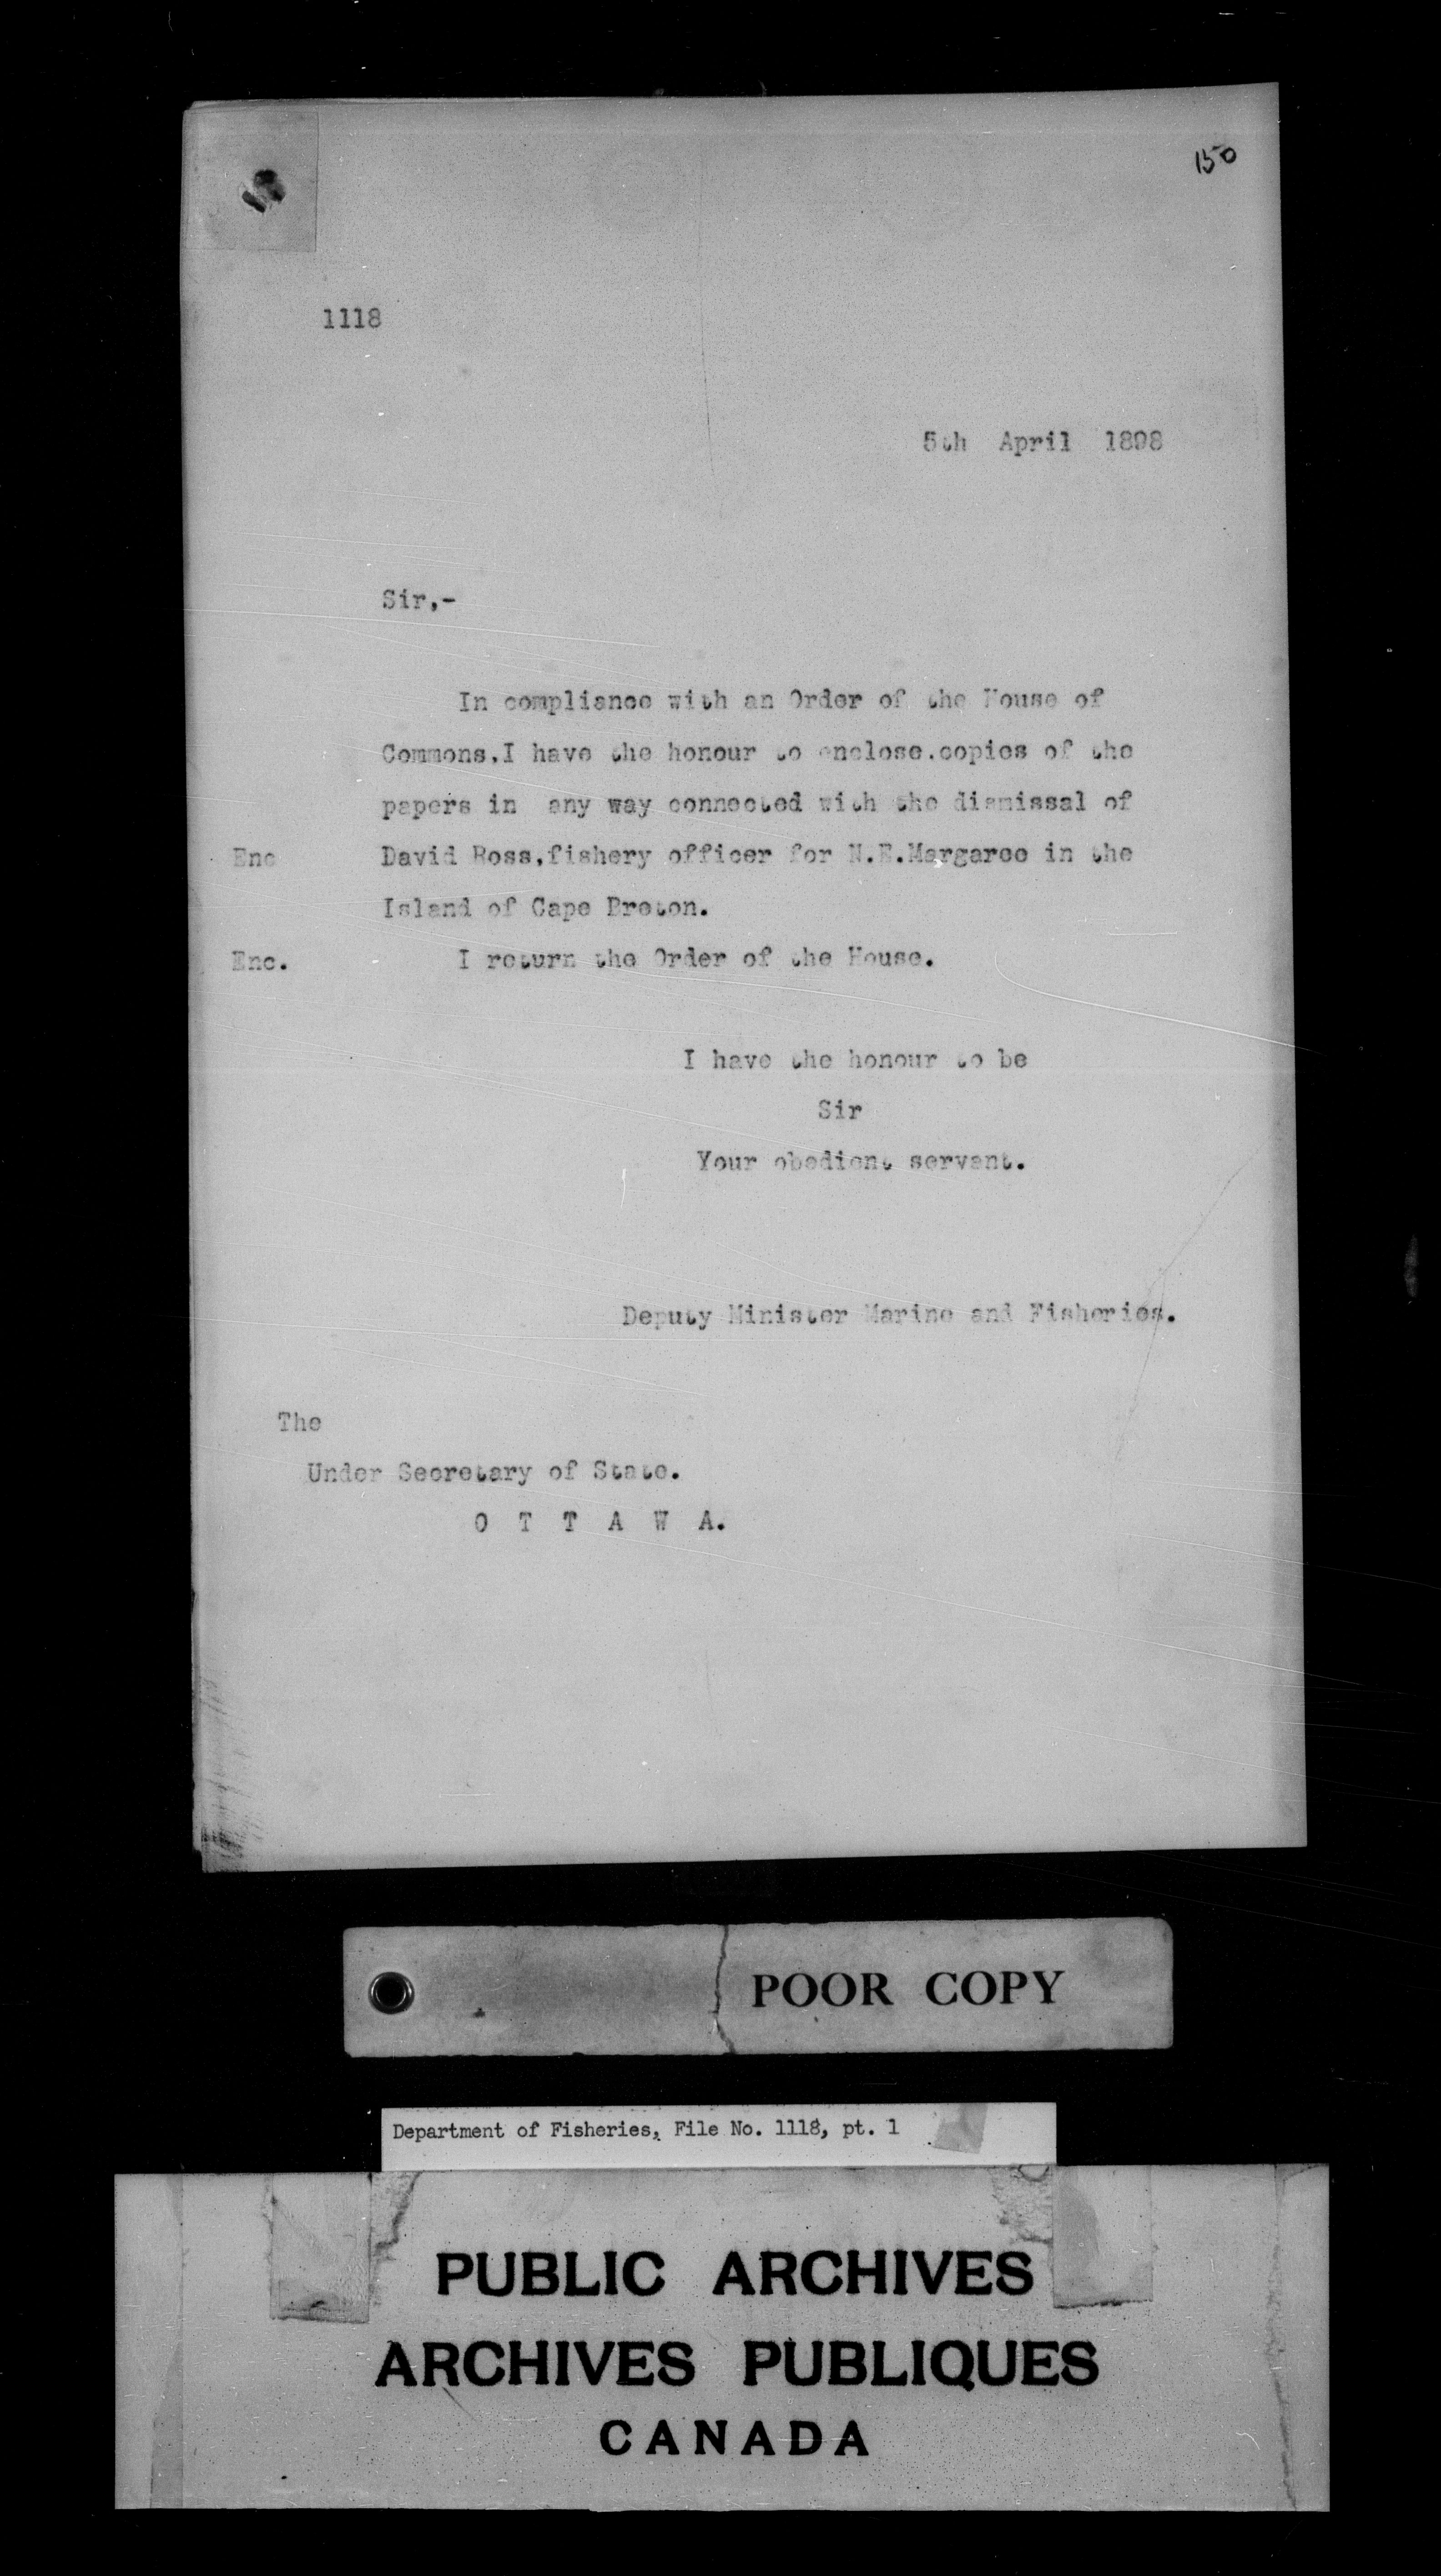 150
1118
5th April 1898
Sir,-
In compliance with an Order of the House of
Commons,I have the honour to enclose.copies of the
papers in any way connected with the dismissal of
Enc David Ross,fishery officer for N.E.Margaree in the
Island of Cape Breton.
Enc. I return the Order of the House.
I have the honour to be
Sir
Your obedient servant.
Deputy Minister Marine and Fisheries.
The
Under Secretary of State.
O T T A W A.
POOR COPY
Department of Fisheries, File No. 1118, pt. 1
PUBLIC ARCHIVES
ARCHIVES PUBLIQUES
CANADA